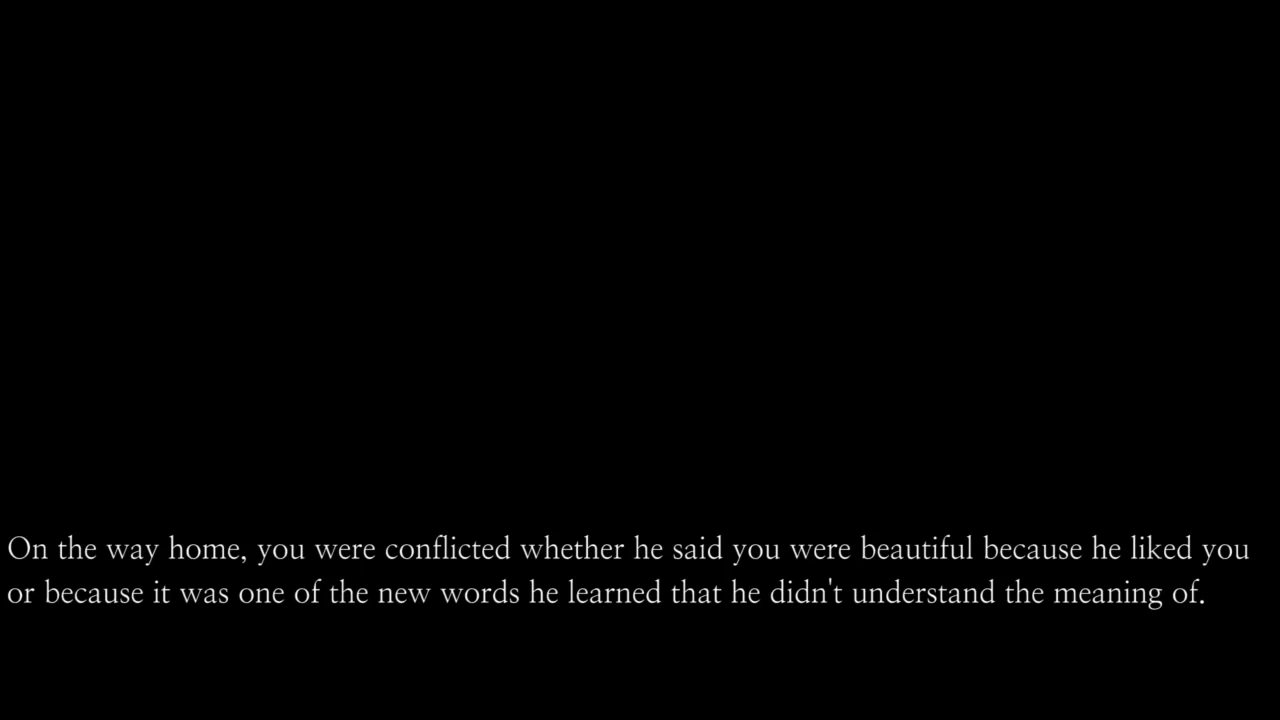 On the way home, you were conflicted whether he said you were beautiful because he liked you
or because it was one of the new words he learned that he didn't understand the meaning of.